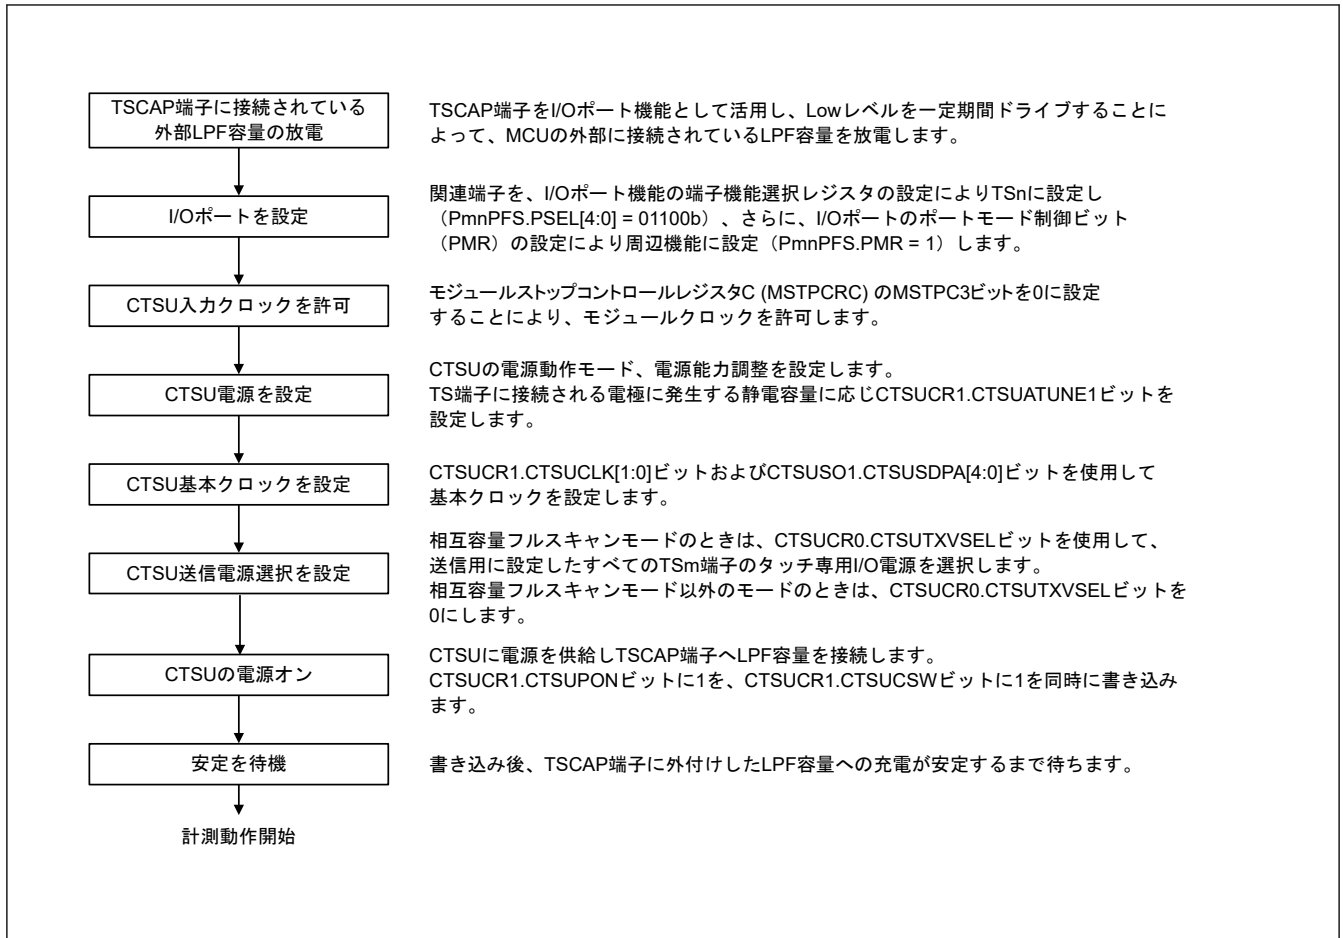 TSCAP端子に接続されている
外部LPF容量の放電
TSCAP端子をI/Oポート機能として活用し、Lowレベルを一定期間ドライブすることに
よって、MCUの外部に接続されているLPF容量を放電します。
I/Oポートを設定
関連端子を、I/Oポート機能の端子機能選択レジスタの設定によりTSnに設定し
（PmnPFS.PSEL[4:0] = 01100b）、さらに、I/Oポートのポートモード制御ビット
（PMR）の設定により周辺機能に設定（PmnPFS.PMR = 1）します。
CTSU入力クロックを許可
モジュールストップコントロールレジスタC (MSTPCRC) のMSTPC3ビットを0に設定
することにより、モジュールクロックを許可します。
CTSU電源を設定
CTSUの電源動作モード、電源能力調整を設定します。
TS端子に接続される電極に発生する静電容量に応じCTSUCR1.CTSUATUNE1ビットを
設定します。
CTSU基本クロックを設定
CTSUCR1.CTSUCLK[1:0]ビットおよびCTSUSO1.CTSUSDPA[4:0]ビットを使用して
基本クロックを設定します。
CTSU送信電源選択を設定
相互容量フルスキャンモードのときは、CTSUCR0.CTSUTXVSELビットを使用して、
送信用に設定したすべてのTSm端子のタッチ専用I/O電源を選択します。
相互容量フルスキャンモード以外のモードのときは、CTSUCR0.CTSUTXVSELビットを
0にします。
CTSUの電源オン
CTSUに電源を供給しTSCAP端子へLPF容量を接続します。
CTSUCR1.CTSUPONビットに1を、CTSUCR1.CTSUCSWビットに1を同時に書き込み
ます。
安定を待機
書き込み後、TSCAP端子に外付けしたLPF容量への充電が安定するまで待ちます。
計測動作開始